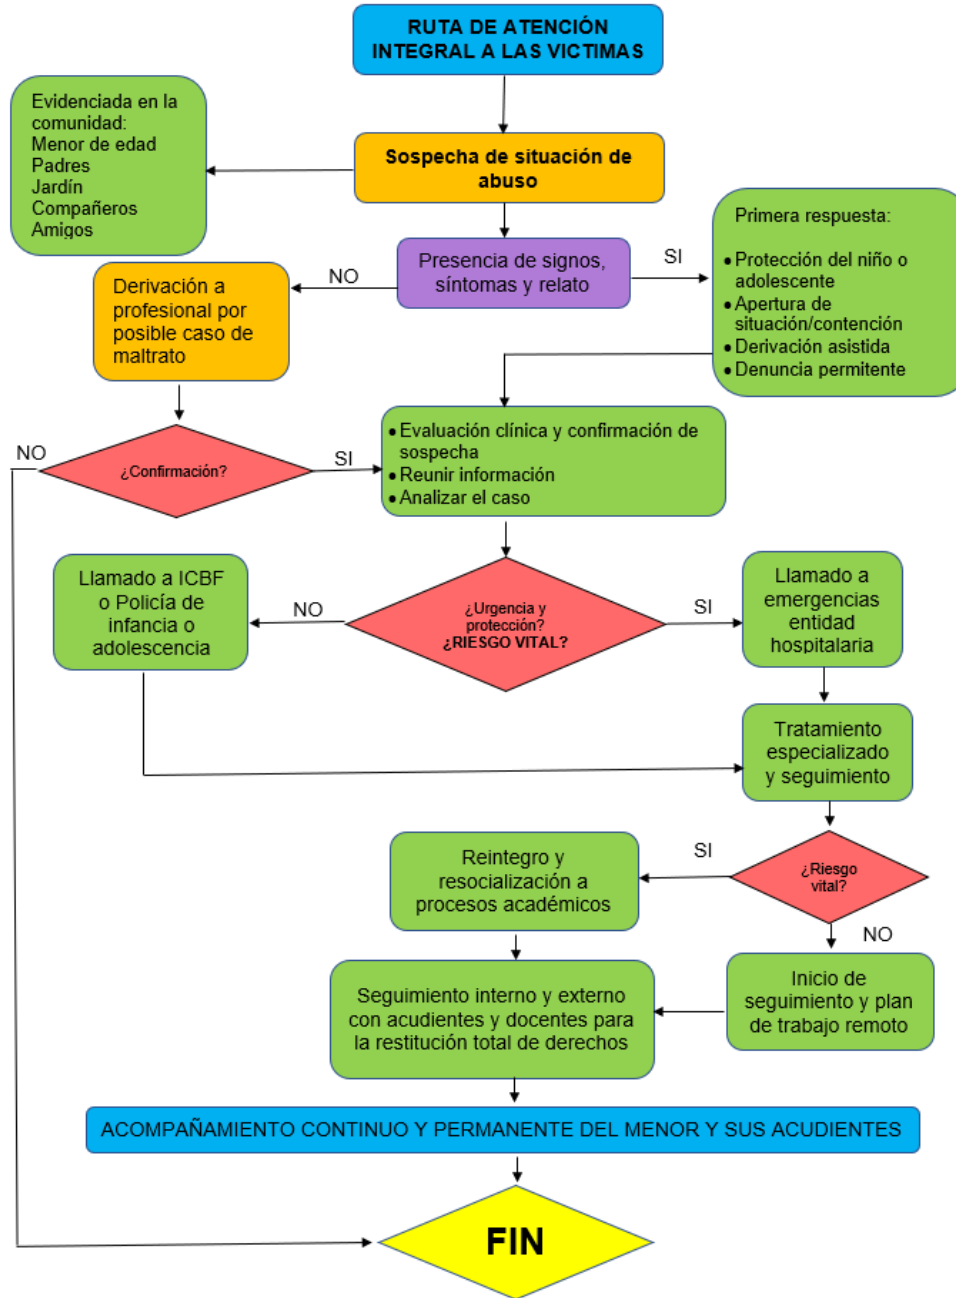 RUTA DE ATENCIÓN
INTEGRAL A LAS VICTIMAS
Evidenciada en la
comunidad:
Menor de edad
Padres
Jardín
Compañeros
Amigos
Sospecha de situación de
abuso
Presencia de signos,
síntomas y relato
NO
SI
Primera respuesta:
• Protección del niño o
adolescente
• Apertura de
situación/contención
• Derivación asistida
• Denuncia permitente
Derivación a
profesional por
posible caso de
maltrato
NO
¿Confirmación?
SI
• Evaluación clínica y confirmación de
sospecha
• Reunir información
• Analizar el caso
Llamado a ICBF
o Policía de
infancia o
adolescencia
NO
¿Urgencia y
protección?
¿RIESGO VITAL?
SI
Llamado a
emergencias
entidad
hospitalaria
Tratamiento
especializado
y seguimiento
¿Riesgo
vital?
SI
NO
Reintegro y
resocialización a
procesos académicos
Inicio de
seguimiento y plan
de trabajo remoto
Seguimiento interno y externo
con acudientes y docentes para
la restitución total de derechos
ACOMPAÑAMIENTO CONTINUO Y PERMANENTE DEL MENOR Y SUS ACUDIENTES
FIN